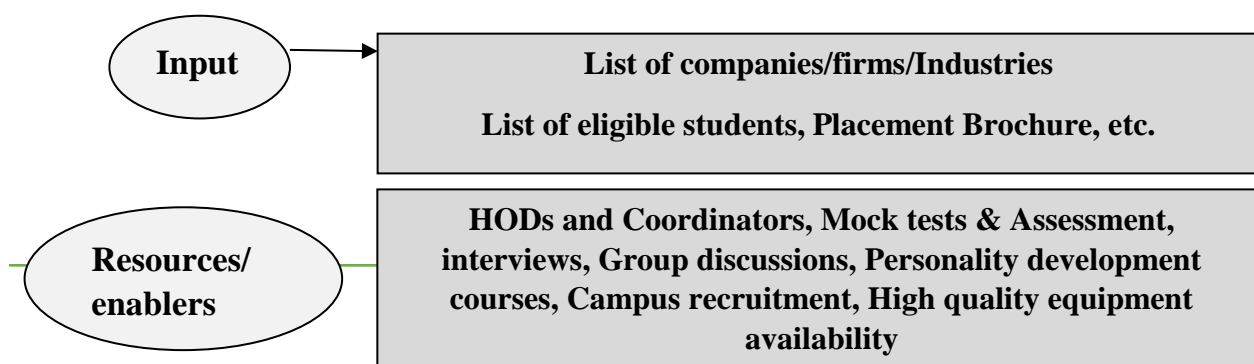 Input
List of companies/firms/Industries
List of eligible students, Placement Brochure, etc.
Resources/
enablers
HODs and Coordinators, Mock tests & Assessment,
interviews, Group discussions, Personality development
courses, Campus recruitment, High quality equipment
availability